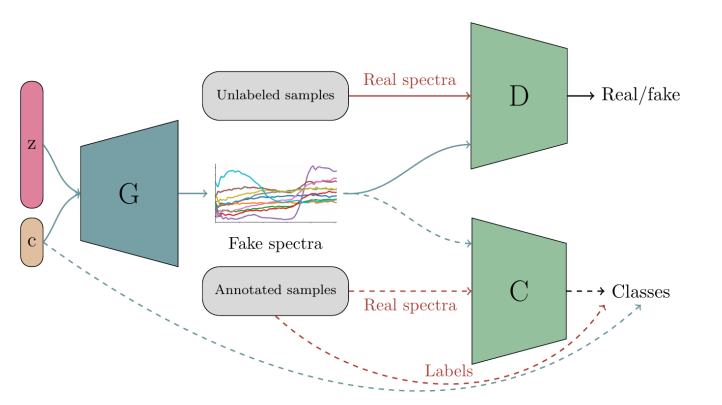 Real spectra
Unlabeled samples
D
Real/fake
z
G
c
Fake spectra
Annotated samples
Real spectra
C
Classes
Labels